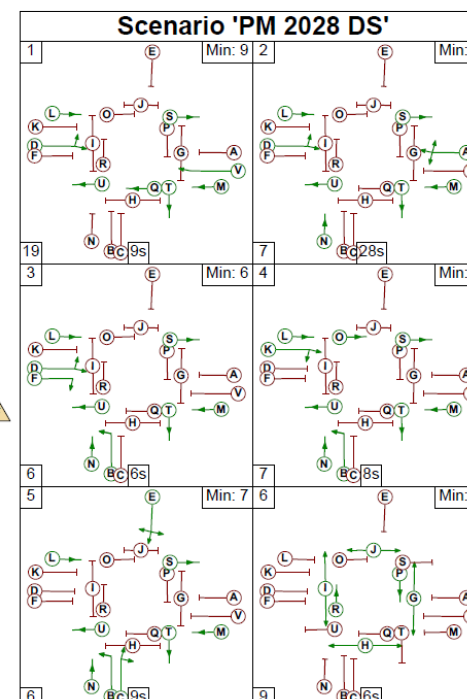 Scenario 'PM 2028 DS'
1 Min: 9 2 Min:
E E
L O J S L O J S
K P K P
D I G A D I G A
F R V F R
U Q T M U Q T M
H H
N B C N B C
19 9s 7 28s
3 Min: 6 4 Min:
E E
L O J S L O J S
K P K P
D I G A D I G A
F R V F R V
U Q T M U Q T M
H H
N B C N B C
6 6s 7 8s
5 Min: 7 6 Min:
E E
L O J S L O J S
K P K P
D I G A D I G A
F R V F R
U Q T M U Q T M
H H
N B C N B C
6 9s 9 6s